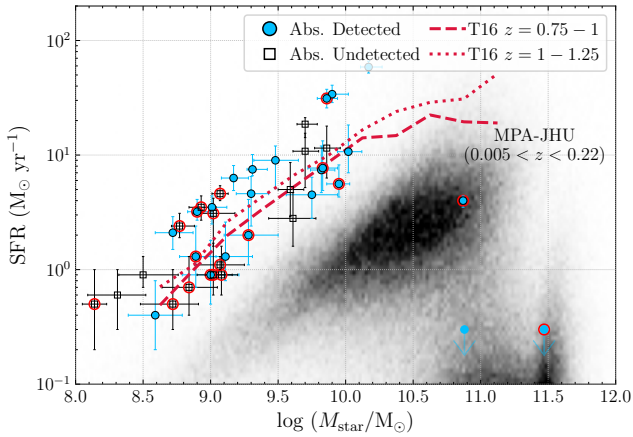 Abs. Detected
Abs. Undetected
T16 z = 0.75 − 1
T16 z = 1 − 1.25
MPA-JHU
(0.005 < z < 0.22)
SFR (M⊙ yr⁻¹)
10²
10¹
10⁰
10⁻¹
8.0 8.5 9.0 9.5 10.0 10.5 11.0 11.5 12.0
log (M_star/M⊙)